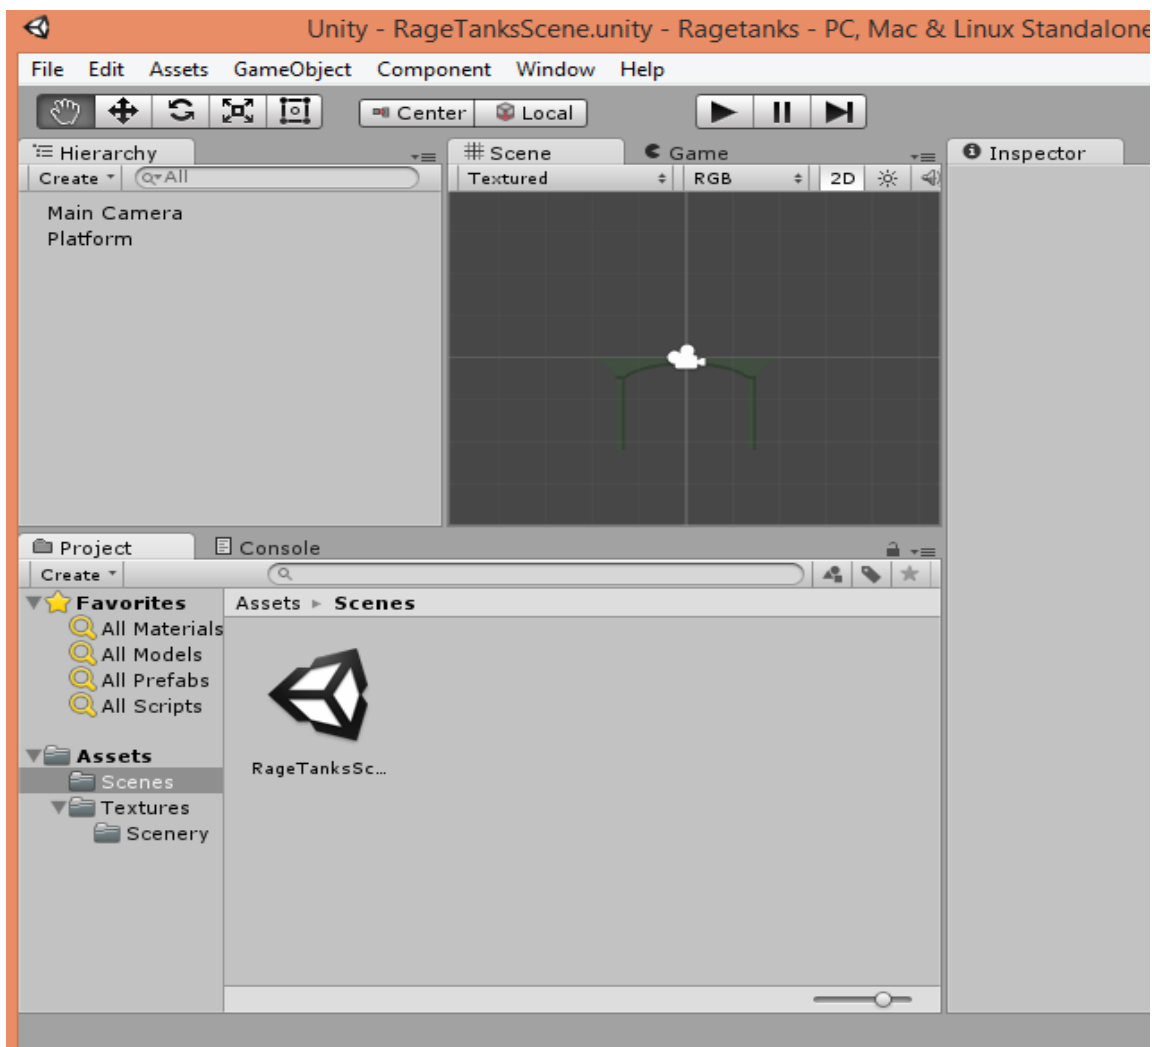 Unity - RageTanksScene.unity - Ragetanks - PC, Mac & Linux Standalone
File Edit Assets GameObject Component Window Help
Center Local
Hierarchy
Create All
Main Camera
Platform
Scene Game
Textured RGB 2D
Inspector
Project Console
Create
Favorites
All Materials
All Models
All Prefabs
All Scripts
Assets
Scenes
Textures
Scenery
Assets ▸ Scenes
RageTanksSc...